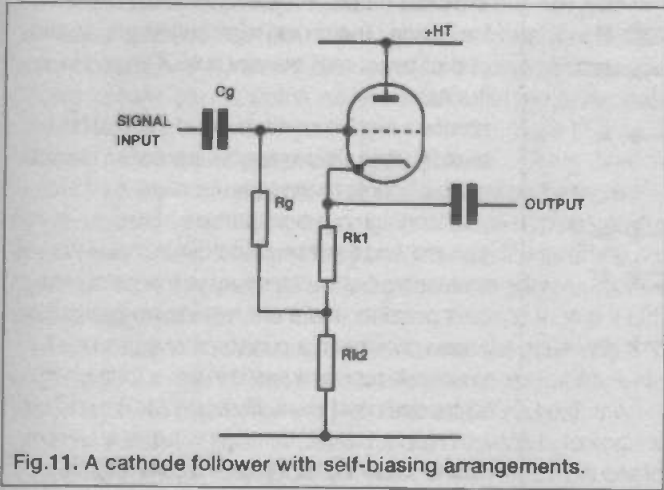 +HT
Cg
SIGNAL
INPUT
Rg
Rk1
OUTPUT
Rk2
Fig.11. A cathode follower with self-biasing arrangements.